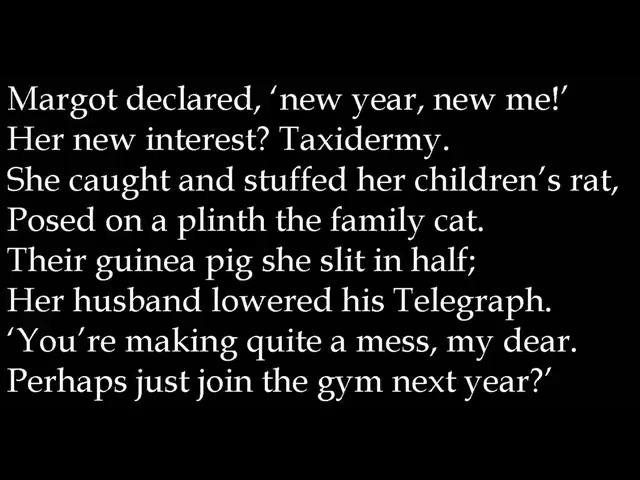 Margot declared, ‘new year, new me!’
Her new interest? Taxidermy.
She caught and stuffed her children’s rat,
Posed on a plinth the family cat.
Their guinea pig she slit in half;
Her husband lowered his Telegraph.
‘You’re making quite a mess, my dear.
Perhaps just join the gym next year?’